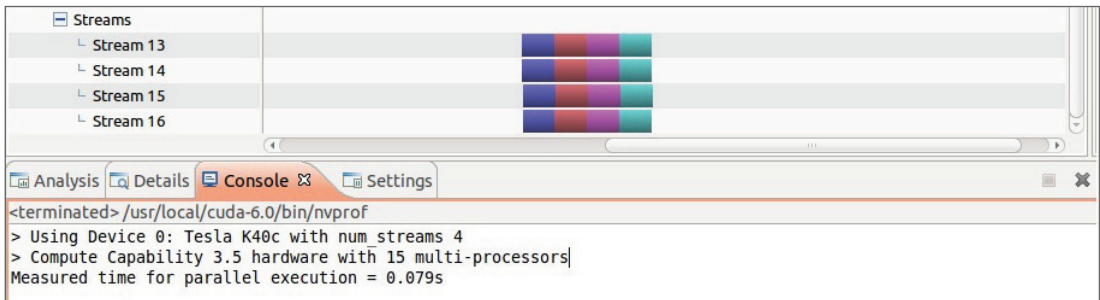 Streams
Stream 13
Stream 14
Stream 15
Stream 16
Analysis Details Console Settings
<terminated> /usr/local/cuda-6.0/bin/nvprof
> Using Device 0: Tesla K40c with num_streams 4
> Compute Capability 3.5 hardware with 15 multi-processors
Measured time for parallel execution = 0.079s